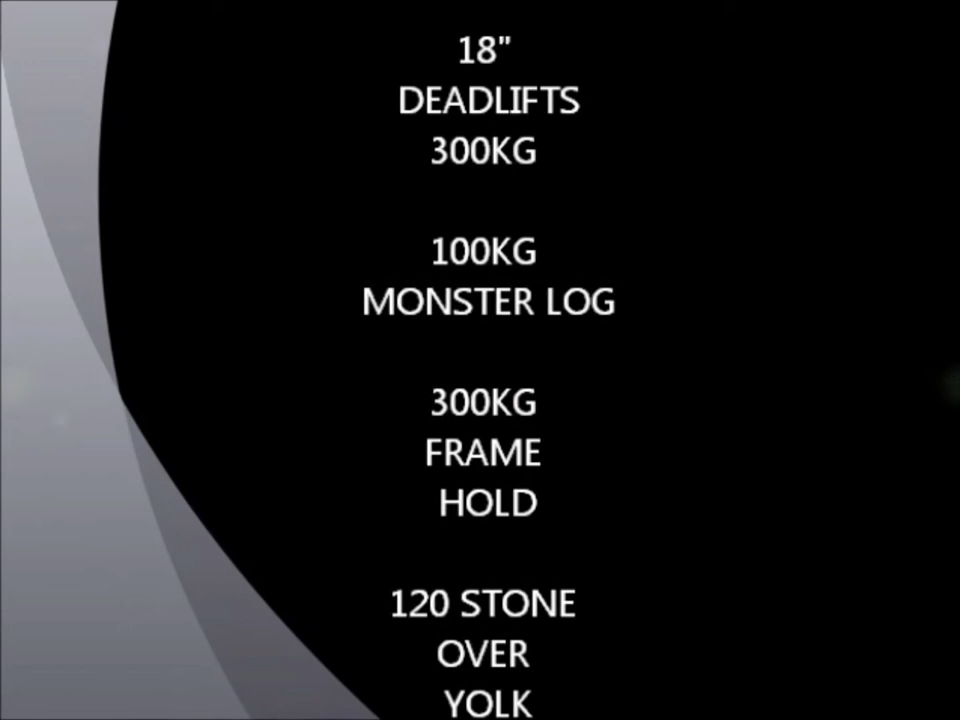 18"
DEADLIFTS
300KG
100KG
MONSTER LOG
300KG
FRAME
HOLD
120 STONE
OVER
YOLK